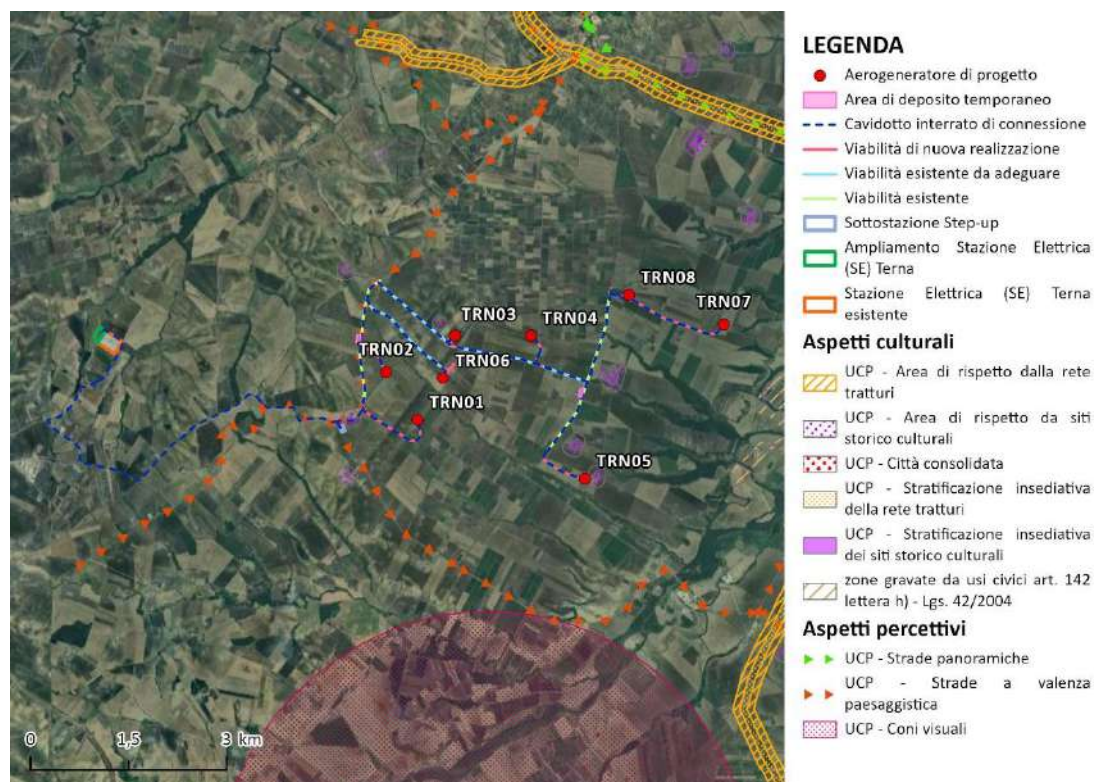 TRN08
TRN07
TRN03
TRN04
TRN02
TRN06
TRN01
TRN05
0 1,5 3 km
LEGENDA
Aerogeneratore di progetto
Area di deposito temporaneo
Cavidotto interrato di connessione
Viabilità di nuova realizzazione
Viabilità esistente da adeguare
Viabilità esistente
Sottostazione Step-up
Ampliamento Stazione Elettrica
(SE) Terna
Stazione Elettrica (SE) Terna
esistente
Aspetti culturali
UCP - Area di rispetto dalla rete
tratturi
UCP - Area di rispetto da siti
storico culturali
UCP - Città consolidata
UCP - Stratificazione insediativa
della rete tratturi
UCP - Stratificazione insediativa
dei siti storico culturali
zone gravate da usi civici art. 142
lettera h) - Lgs. 42/2004
Aspetti percettivi
UCP - Strade panoramiche
UCP - Strade a valenza
paesaggistica
UCP - Coni visuali